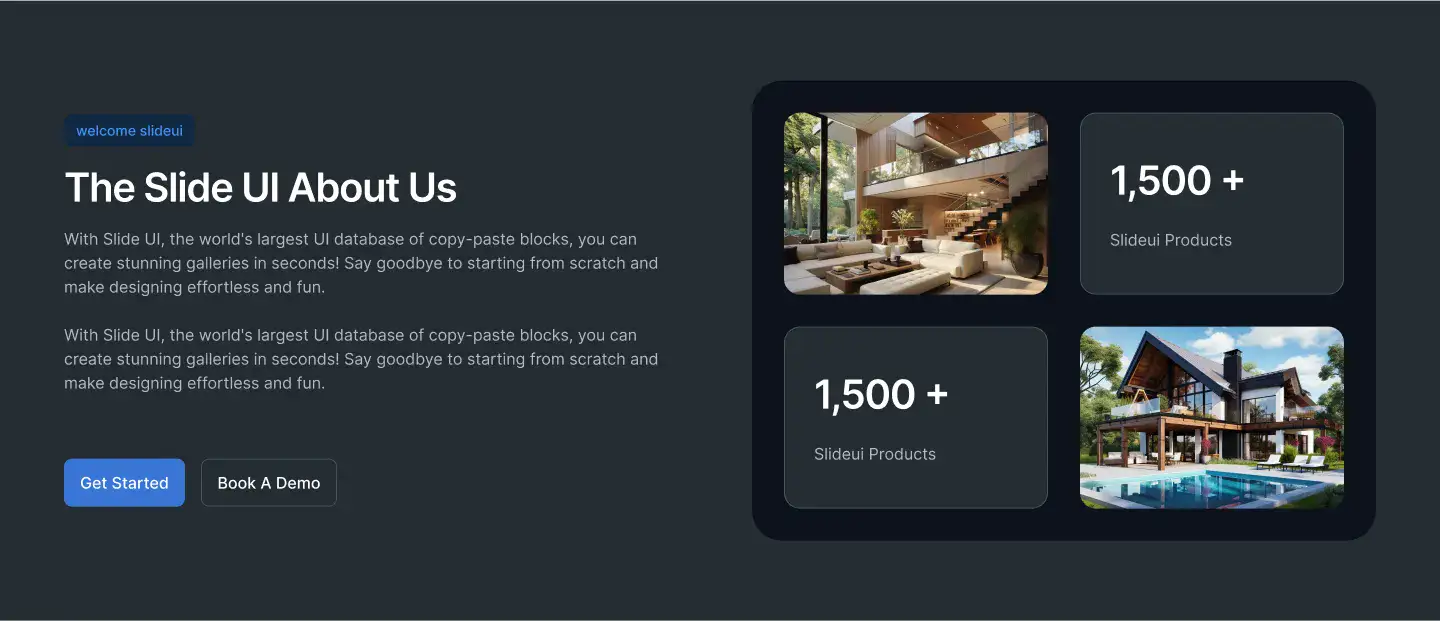 welcome slideui
The Slide UI About Us
With Slide UI, the world's largest UI database of copy-paste blocks, you can
create stunning galleries in seconds! Say goodbye to starting from scratch and
make designing effortless and fun.
With Slide UI, the world's largest UI database of copy-paste blocks, you can
create stunning galleries in seconds! Say goodbye to starting from scratch and
make designing effortless and fun.
Get Started
Book A Demo
1,500 +
Slideui Products
1,500 +
Slideui Products